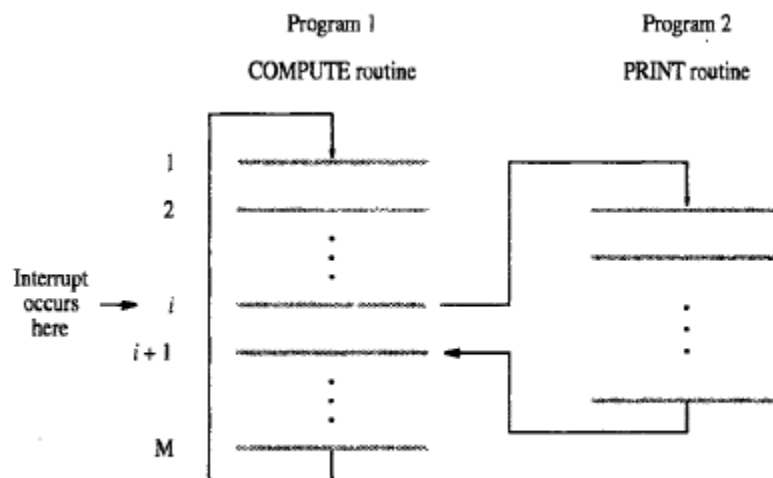 Program 1
COMPUTE routine
Program 2
PRINT routine
1
2
Interrupt
occurs
here
i
i + 1
M